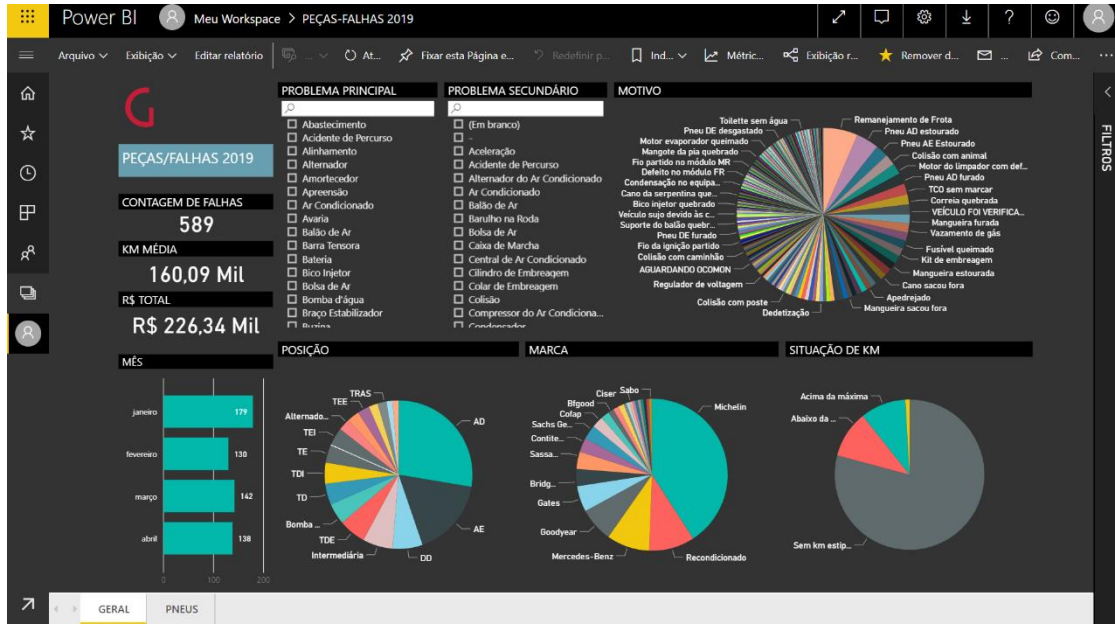 Power BI
Meu Workspace > PEÇAS-FALHAS 2019
Arquivo
Exibição
Editar relatório
...
At...
Fixar esta Página e...
Redefinir p...
Ind...
Métric...
Exibição r...
Remover d...
...
Com...
...
PEÇAS/FALHAS 2019
CONTAGEM DE FALHAS
589
KM MÉDIA
160,09 Mil
R$ TOTAL
R$ 226,34 Mil
MÊS
janeiro
179
fevereiro
130
março
142
abril
138
0
100
200
PROBLEMA PRINCIPAL
Abastecimento
Acidente de Percurso
Alinhamento
Alternador
Amortecedor
Apreensão
Ar Condicionado
Avaria
Balão de Ar
Barra Tensora
Bateria
Bico Injetor
Bolsa de Ar
Bomba d'água
Braço Estabilizador
Buzina
PROBLEMA SECUNDÁRIO
(Em branco)
-
Aceleração
Acidente de Percurso
Alternador do Ar Condicionado
Ar Condicionado
Balão de Ar
Barulho na Roda
Bolsa de Ar
Caixa de Marcha
Central de Ar Condicionado
Cilindro de Embreagem
Colar de Embreagem
Colisão
Compressor do Ar Condiciona...
Condensador
MOTIVO
Toilette sem água
Pneu DE desgastado
Motor evaporador queimado
Mangote da pia quebrado
Fio partido no módulo MR
Defeito no módulo FR
Condensação no equipa...
Cano da serpentina que...
Bico injetor quebrado
Veículo sujo devido às c...
Suporte do balão quebr...
Pneu DE furado
Fio da ignição partido
Colisão com caminhão
AGUARDANDO OCOMON
Regulador de voltagem
Colisão com poste
Dedetização
Remanejamento de Frota
Pneu AD estourado
Pneu AE Estourado
Colisão com animal
Motor do limpador com def...
Pneu AD furado
TCO sem marcar
Correia quebrada
VEÍCULO FOI VERIFICA...
Mangueira furada
Vazamento de gás
Fusível queimado
Kit de embreagem
Mangueira estourada
Cano sacou fora
Apedrejado
Mangueira sacou fora
POSIÇÃO
TRAS
TEE
Alternado...
TEI
TE
TDI
TD
Bomba ...
TDE
Intermediária
DD
AE
AD
MARCA
Sabo
Ciser
Bfgood
Cofap
Sachs Ge...
Contite...
Sassa...
Bridg...
Gates
Goodyear
Mercedes-Benz
Recondicionado
Michelin
SITUAÇÃO DE KM
Acima da máxima
Abaixo da ...
Sem km estip...
FILTROS
GERAL
PNEUS